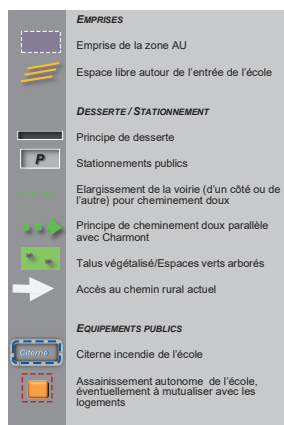 EMPRISES
Emprise de la zone AU
Espace libre autour de l'entrée de l'école
DESSERTE / STATIONNEMENT
Principe de desserte
P
Stationnements publics
Elargissement de la voirie (d'un côté ou de
l'autre) pour cheminement doux
Principe de cheminement doux parallèle
avec Charmont
Talus végétalisé/Espaces verts arborés
Accès au chemin rural actuel
EQUIPEMENTS PUBLICS
Citerne
Citerne incendie de l'école
Assainissement autonome de l'école,
éventuellement à mutualiser avec les
logements